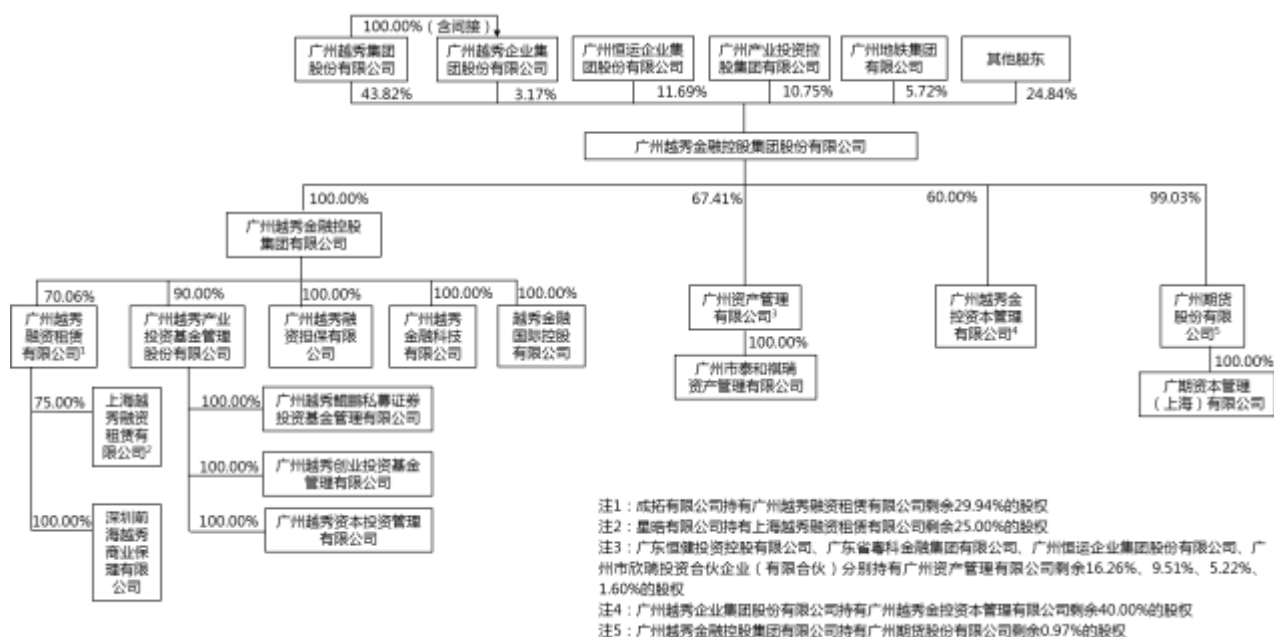 100.00%（含间接）
广州越秀集团
股份有限公司
广州越秀企业集
团股份有限公司
广州恒运企业集
团股份有限公司
广州产业投资控
股集团有限公司
广州地铁集团
有限公司
其他股东
43.82%
3.17%
11.69%
10.75%
5.72%
24.84%
广州越秀金融控股集团股份有限公司
100.00%
67.41%
60.00%
99.03%
广州越秀金融控股
集团有限公司
70.06%
90.00%
100.00%
100.00%
100.00%
广州越秀
融资租赁
有限公司1
广州越秀产业
投资基金管理
股份有限公司
广州越秀融
资担保有限
公司
广州越秀
金融科技
有限公司
越秀金融
国际控股
有限公司
广州资产管理
有限公司3
广州越秀金
控资本管理
有限公司4
广州期货
股份有限
公司5
100.00%
100.00%
广州市泰和祺瑞
资产管理有限公司
广期资本管理
（上海）有限公司
75.00%
上海越
秀融资
租赁有
限公司2
100.00%
深圳前
海越秀
商业保
理有限
公司
100.00%
广州越秀鲲鹏私募证券
投资基金管理有限公司
100.00%
广州越秀创业投资基金
管理有限公司
100.00%
广州越秀资本投资管理
有限公司
注1：成拓有限公司持有广州越秀融资租赁有限公司剩余29.94%的股权
注2：星皓有限公司持有上海越秀融资租赁有限公司剩余25.00%的股权
注3：广东恒健投资控股有限公司、广东省粤科金融集团有限公司、广州恒运企业集团股份有限公司、广
州市欣瑞投资合伙企业（有限合伙）分别持有广州资产管理有限公司剩余16.26%、9.51%、5.22%、
1.60%的股权
注4：广州越秀企业集团股份有限公司持有广州越秀金控资本管理有限公司剩余40.00%的股权
注5：广州越秀金融控股集团有限公司持有广州期货股份有限公司剩余0.97%的股权